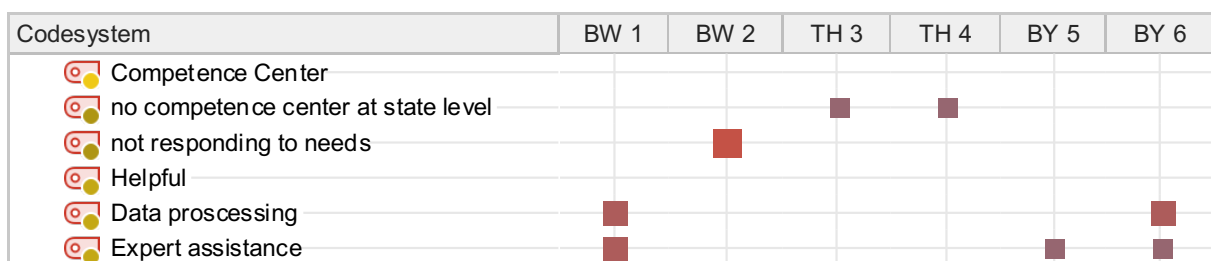 Codesystem BW 1 BW 2 TH 3 TH 4 BY 5 BY 6
Competence Center
no competence center at state level
not responding to needs
Helpful
Data proscessing
Expert assistance